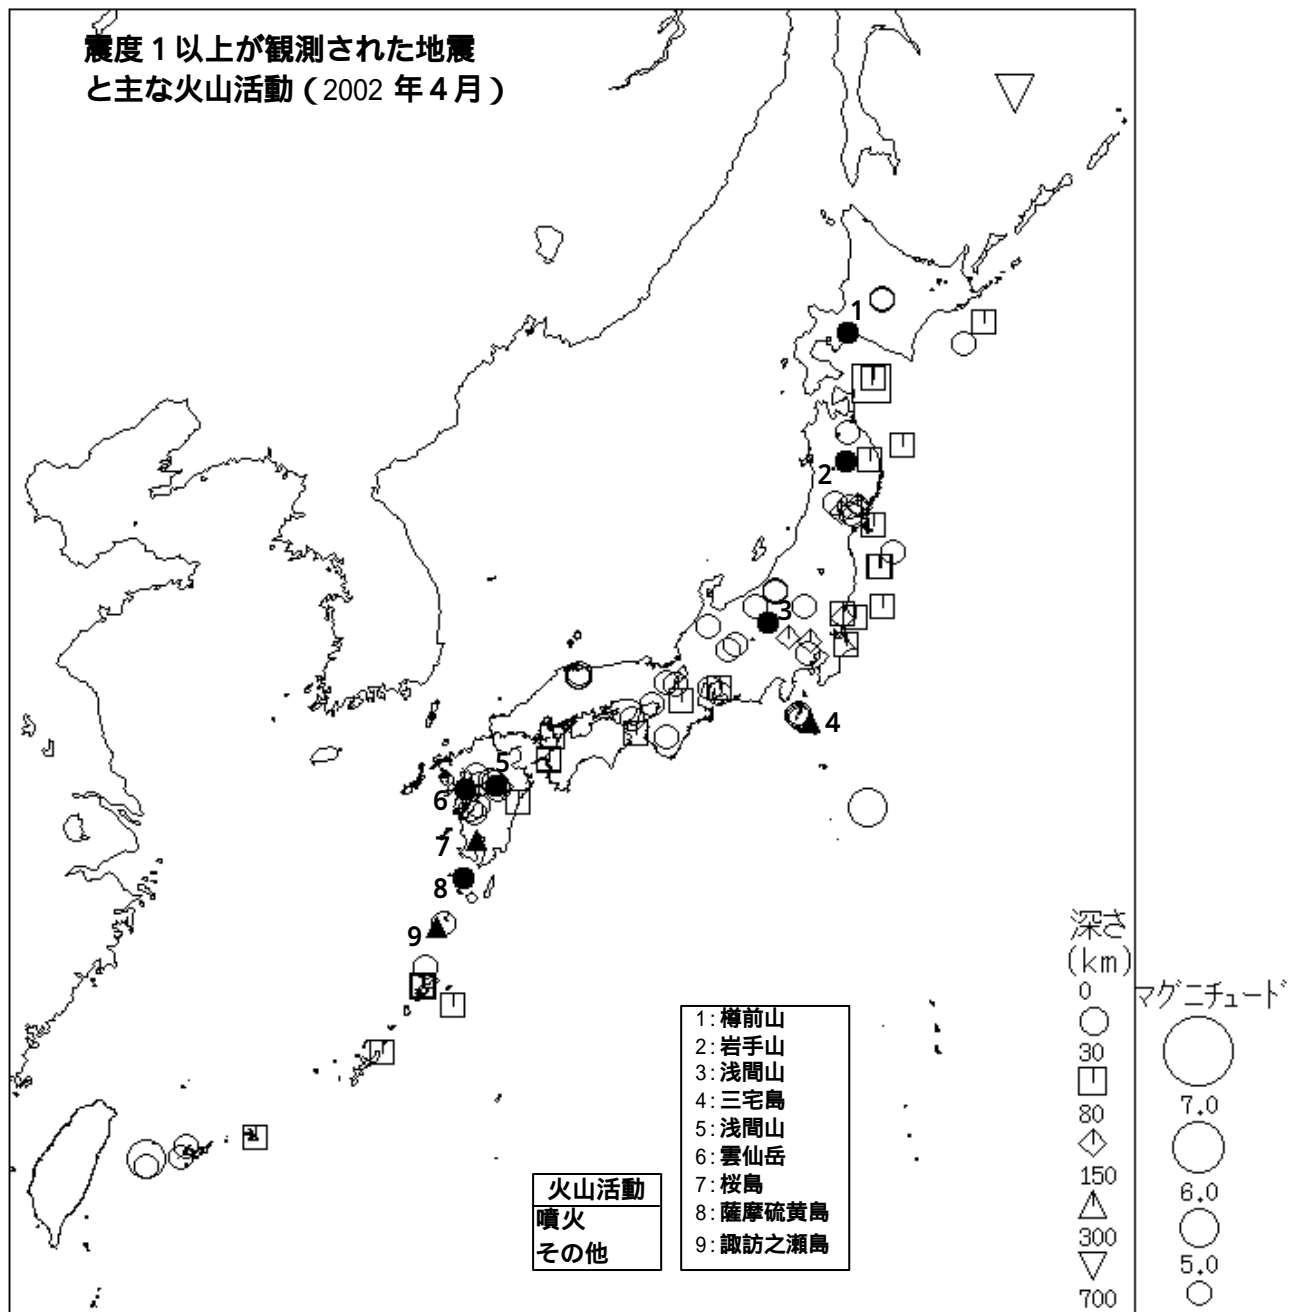 震度１以上が観測された地震
と主な火山活動（2002 年４月）
1
2
3
4
5
6
7
8
9
深さ
(km)
0
30
80
150
300
700
マグニチュード
7.0
6.0
5.0
1: 樽前山
2: 岩手山
3: 浅間山
4: 三宅島
5: 浅間山
6: 雲仙岳
7: 桜島
8: 薩摩硫黄島
9: 諏訪之瀬島
火山活動
噴火
その他